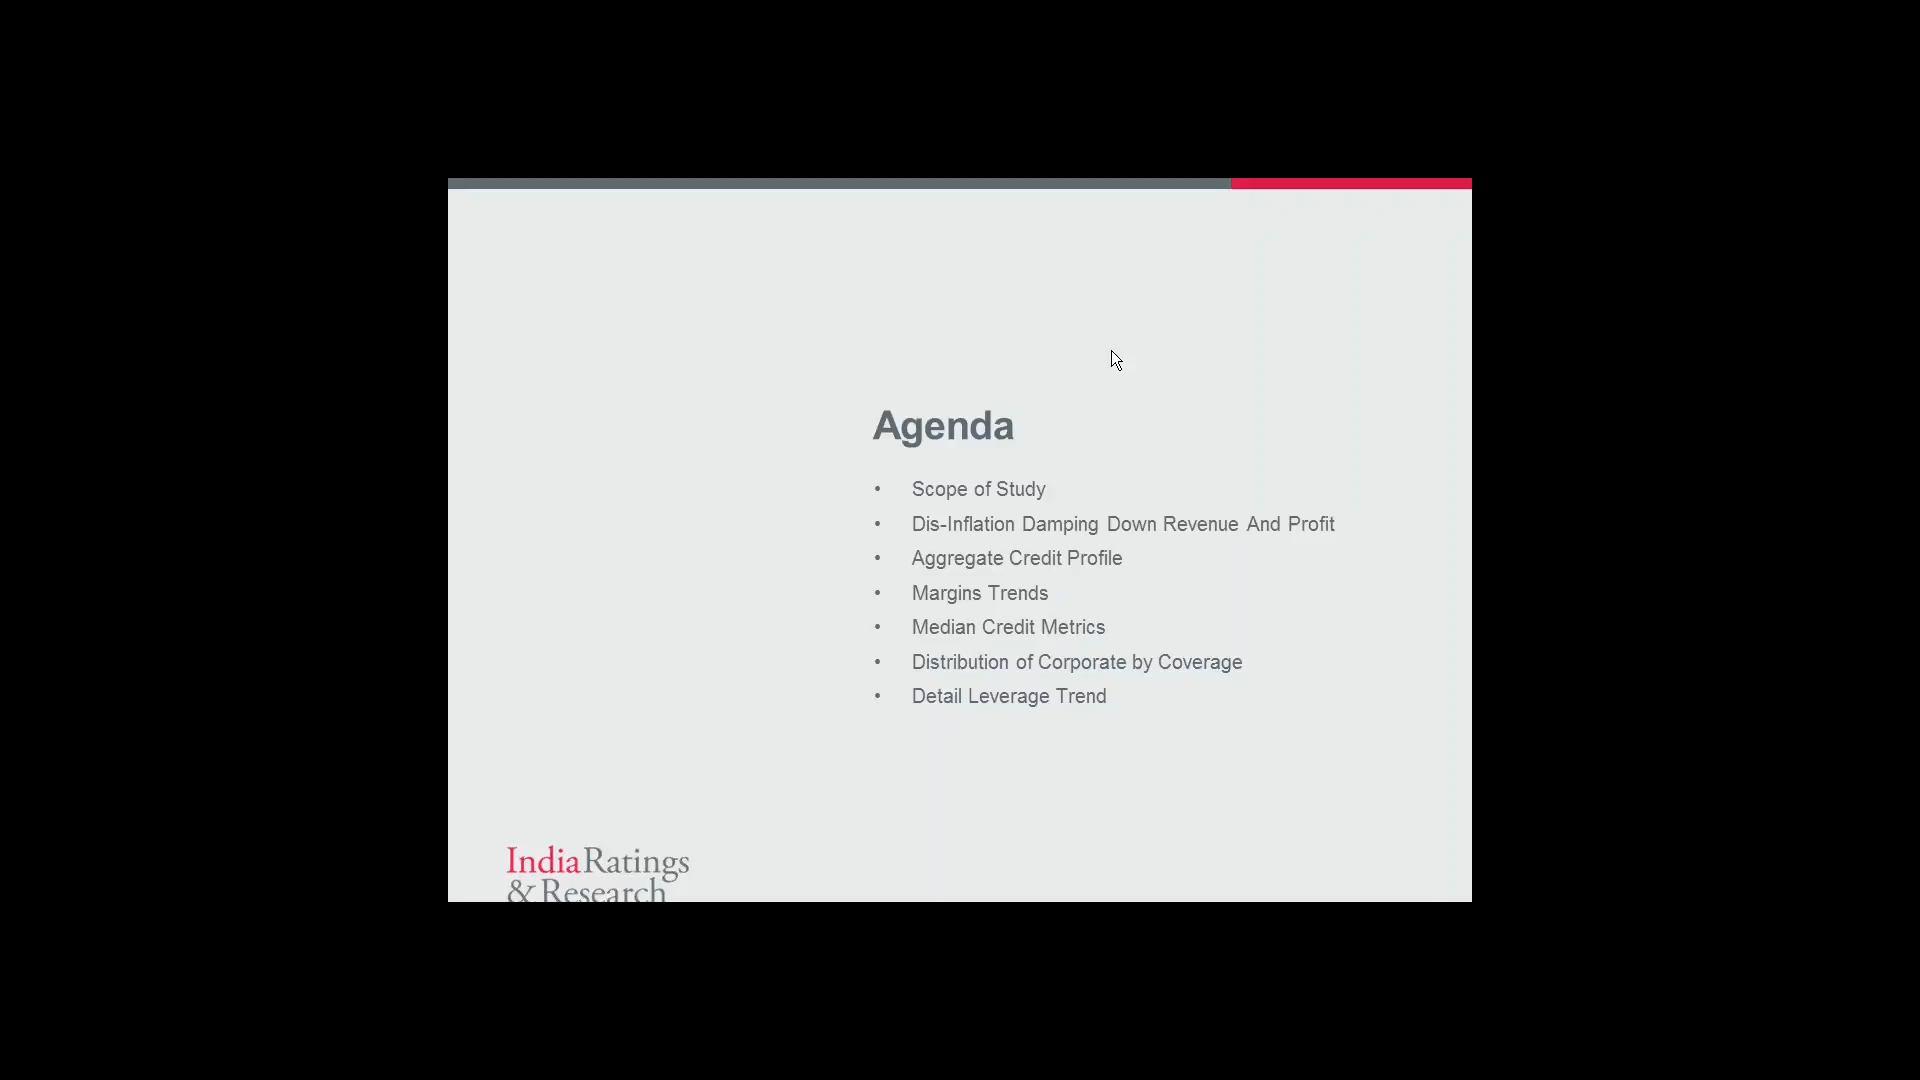 Agenda
• Scope of Study
• Dis-Inflation Damping Down Revenue And Profit
• Aggregate Credit Profile
• Margins Trends
• Median Credit Metrics
• Distribution of Corporate by Coverage
• Detail Leverage Trend
IndiaRatings
& Research